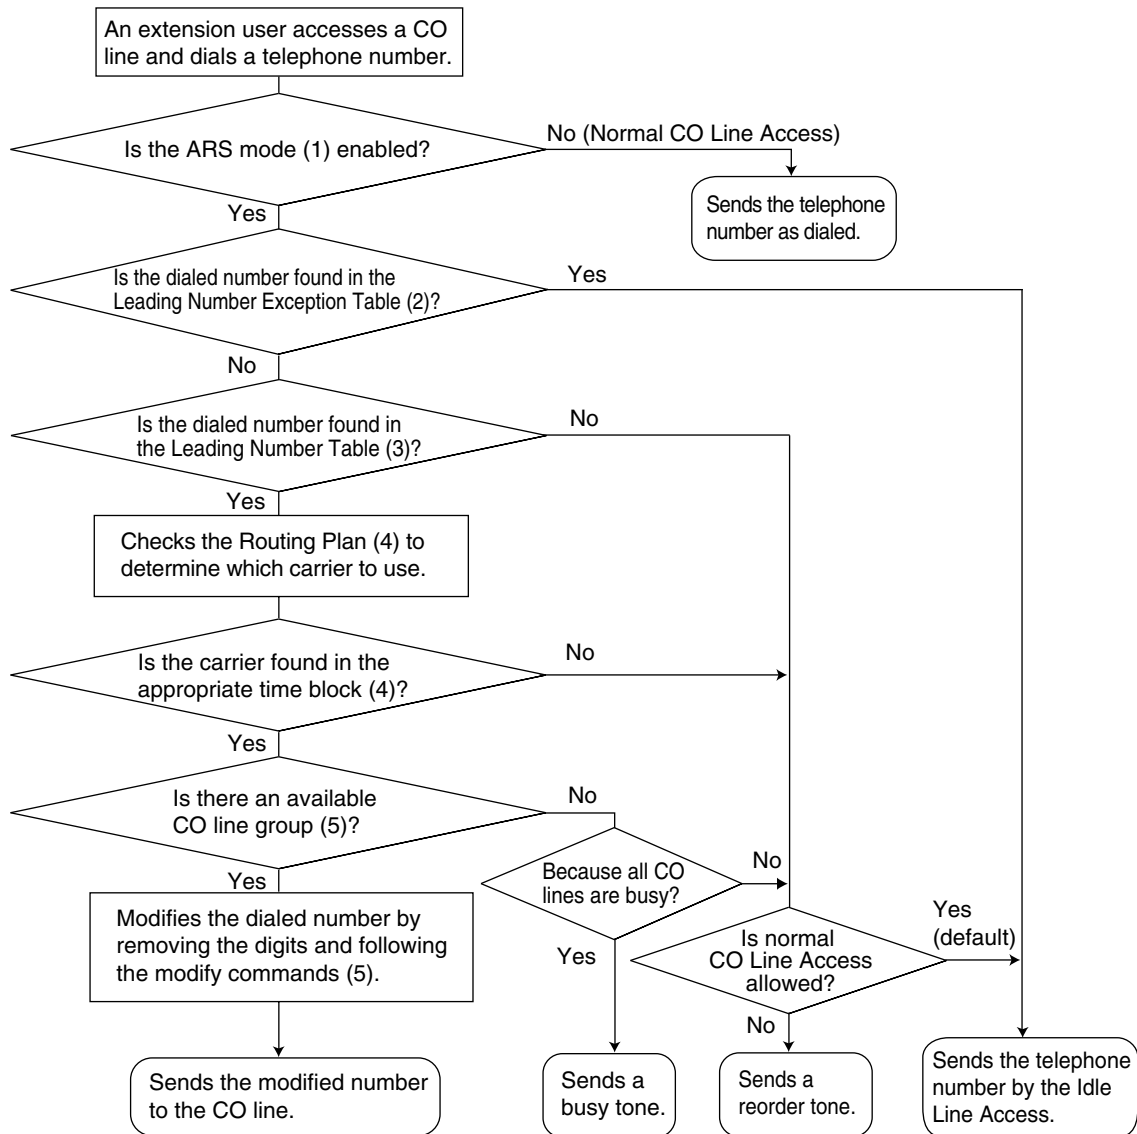 An extension user accesses a CO
line and dials a telephone number.
Is the ARS mode (1) enabled?
No (Normal CO Line Access)
Sends the telephone
number as dialed.
Yes
Is the dialed number found in the
Leading Number Exception Table (2)?
Yes
No
Is the dialed number found in
the Leading Number Table (3)?
No
Yes
Checks the Routing Plan (4) to
determine which carrier to use.
Is the carrier found in the
appropriate time block (4)?
No
Yes
Is there an available
CO line group (5)?
No
Because all CO
lines are busy?
No
Yes
Modifies the dialed number by
removing the digits and following
the modify commands (5).
Yes
Is normal
CO Line Access
allowed?
Yes
(default)
No
Sends the modified number
to the CO line.
Sends a
busy tone.
Sends a
reorder tone.
Sends the telephone
number by the Idle
Line Access.